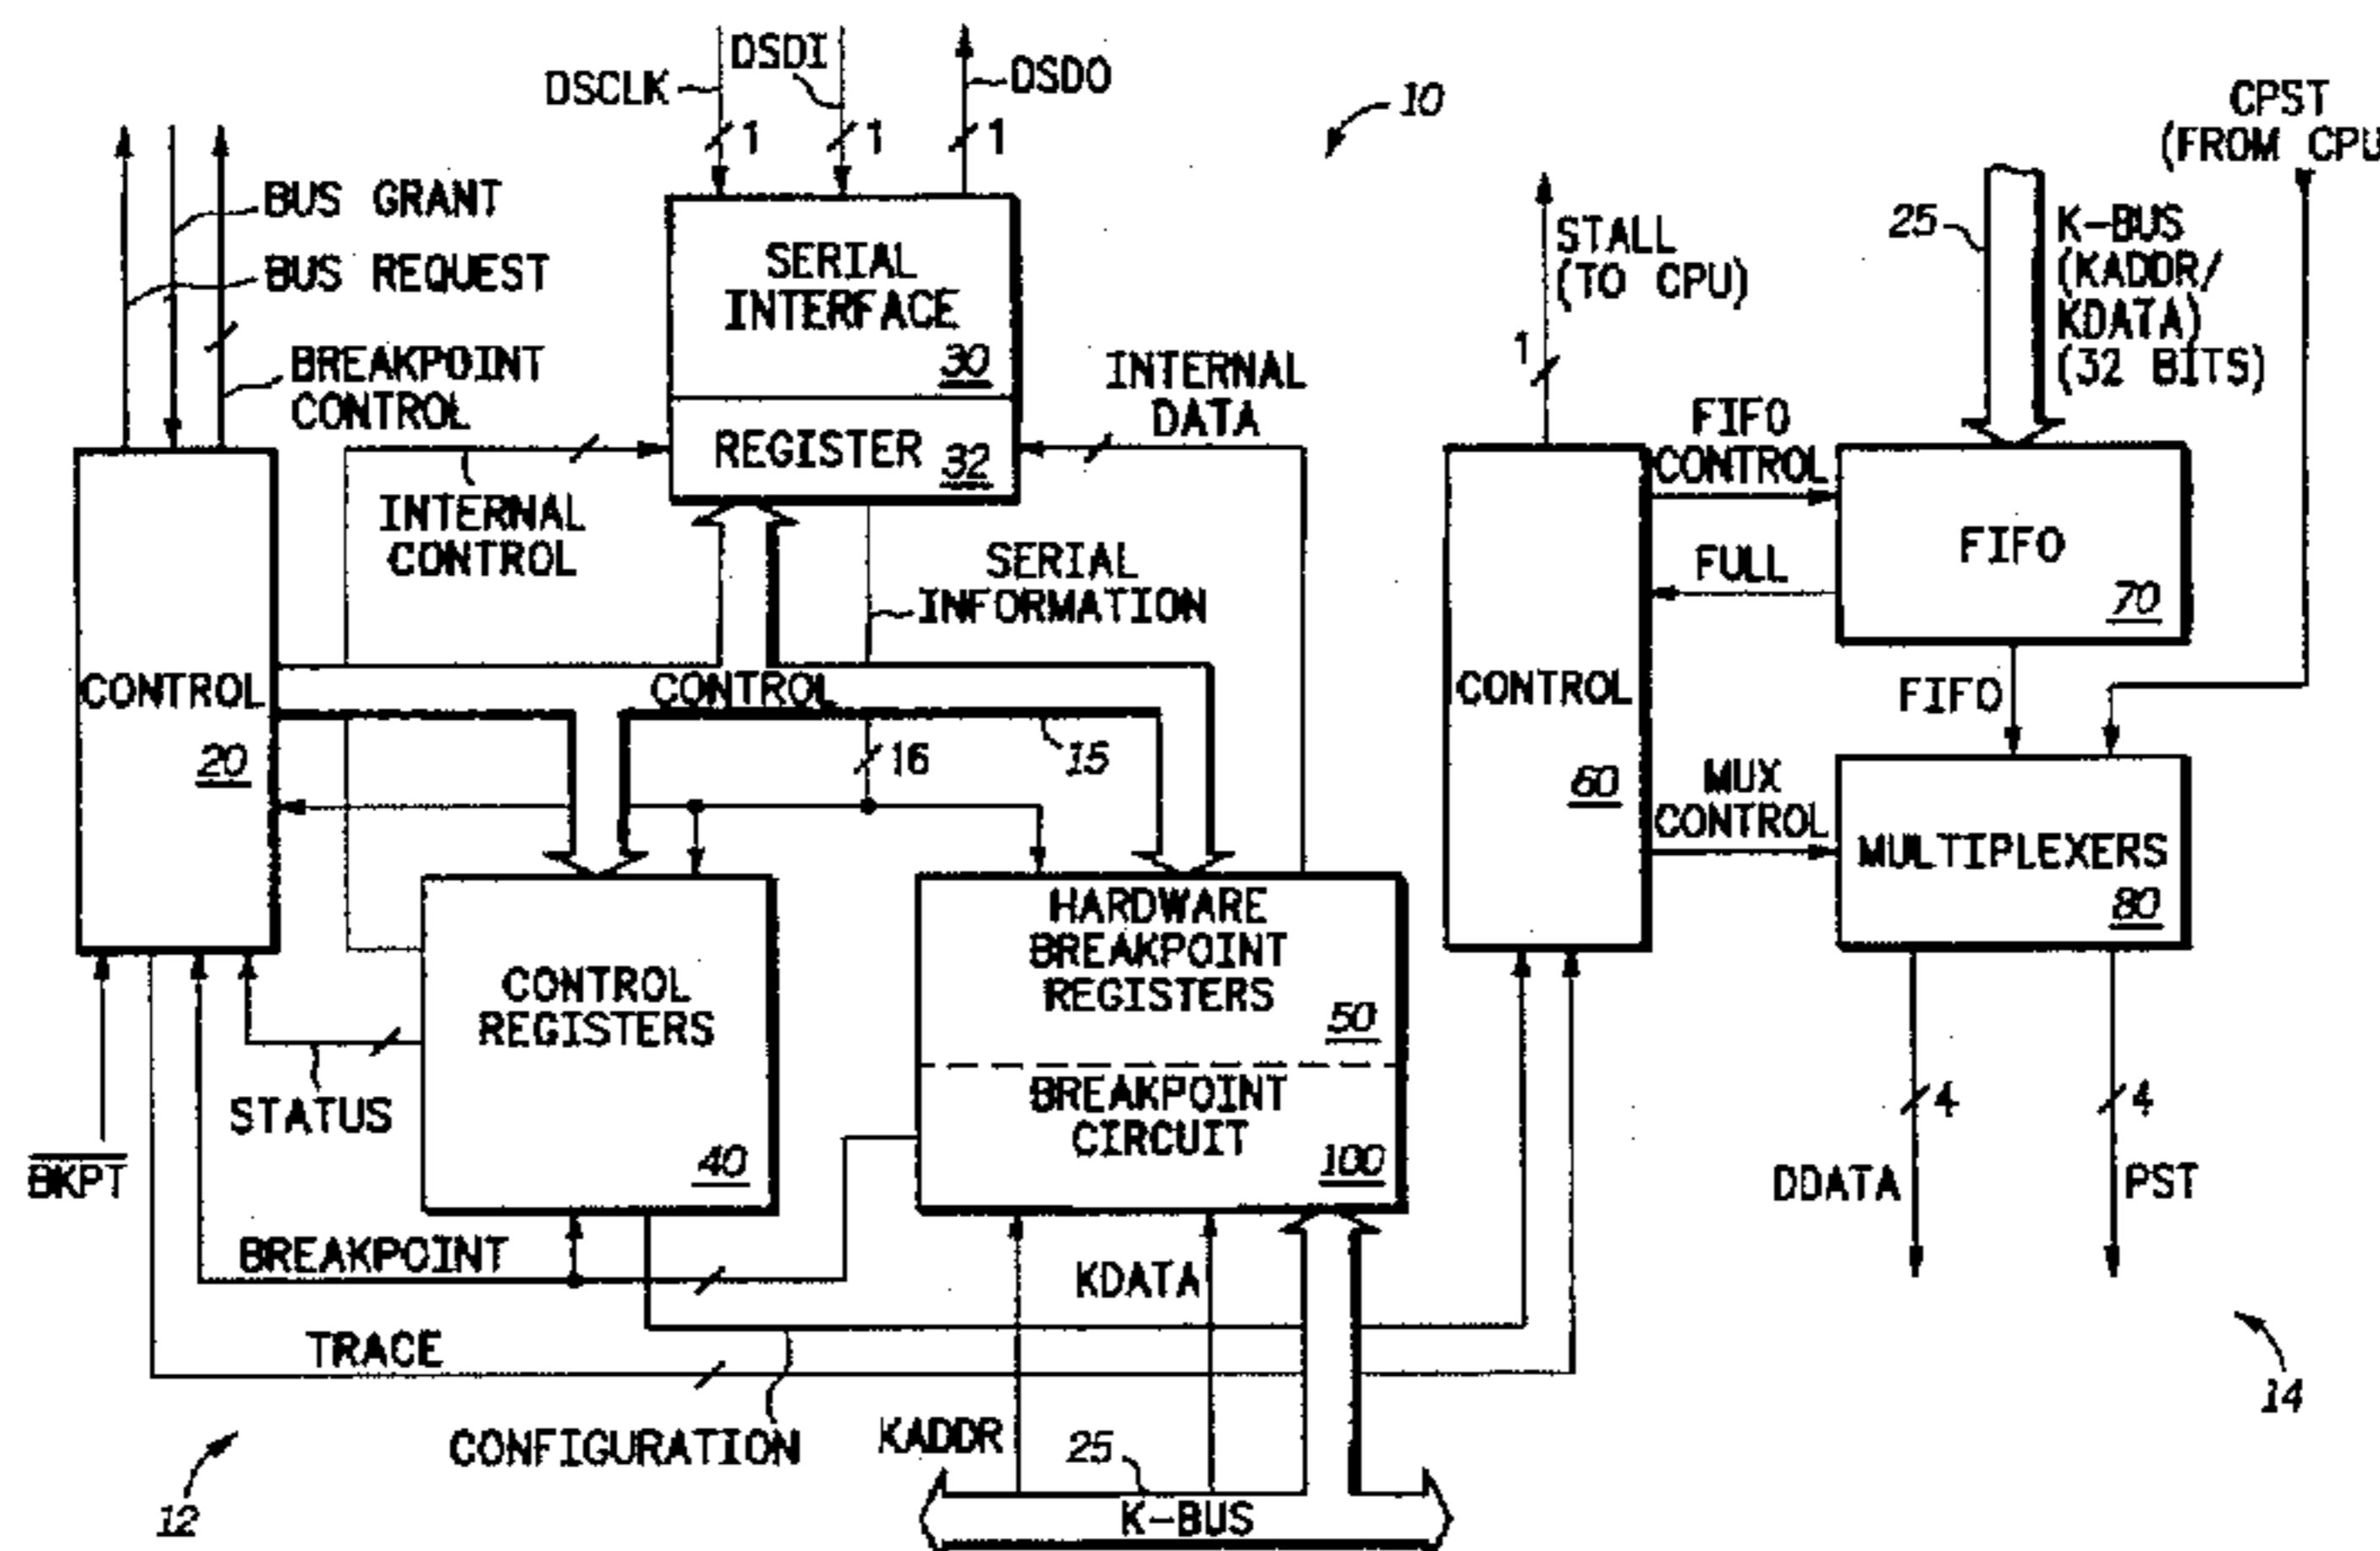 DSCLK
DSDI
DSDO
1
1
1
10
CPST
(FROM CPU
BUS GRANT
BUS REQUEST
BREAKPOINT
CONTROL
SERIAL
INTERFACE
30
REGISTER
32
INTERNAL
DATA
STALL
(TO CPU)
1
25
K-BUS
(KADDR/
KDATA)
(32 BITS)
FIFO
CONTROL
FULL
FIFO
70
INTERNAL
CONTROL
SERIAL
INFORMATION
CONTROL
20
CONTROL
16
15
CONTROL
60
FIFO
MUX
CONTROL
MULTIPLEXERS
80
HARDWARE
BREAKPOINT
REGISTERS
50
CONTROL
REGISTERS
40
BREAKPOINT
CIRCUIT
100
STATUS
BKPT
4
4
DDATA
PST
BREAKPOINT
KDATA
TRACE
CONFIGURATION
KADDR
25
K-BUS
12
14